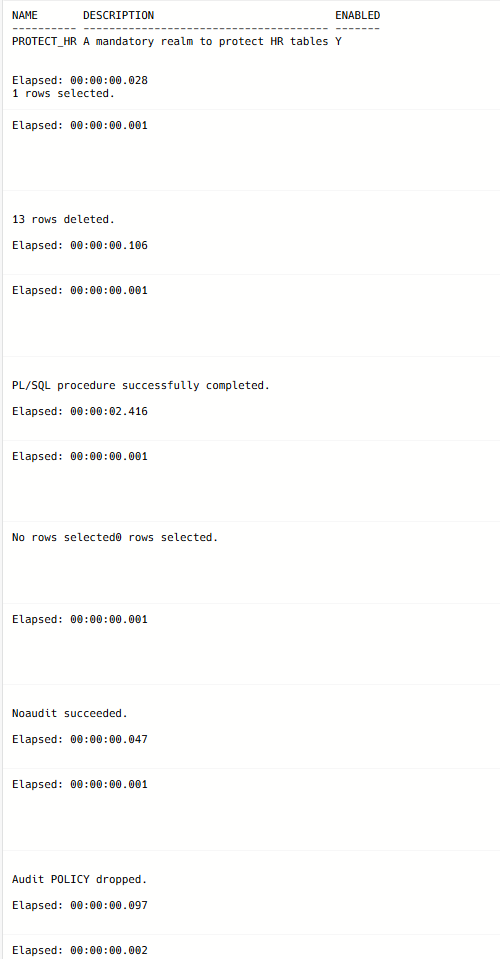 NAME       DESCRIPTION                            ENABLED
---------- -------------------------------------- -------
PROTECT_HR A mandatory realm to protect HR tables Y
Elapsed: 00:00:00.028
1 rows selected.
Elapsed: 00:00:00.001
13 rows deleted.
Elapsed: 00:00:00.106
Elapsed: 00:00:00.001
PL/SQL procedure successfully completed.
Elapsed: 00:00:02.416
Elapsed: 00:00:00.001
No rows selected0 rows selected.
Elapsed: 00:00:00.001
Noaudit succeeded.
Elapsed: 00:00:00.047
Elapsed: 00:00:00.001
Audit POLICY dropped.
Elapsed: 00:00:00.097
Elapsed: 00:00:00.002